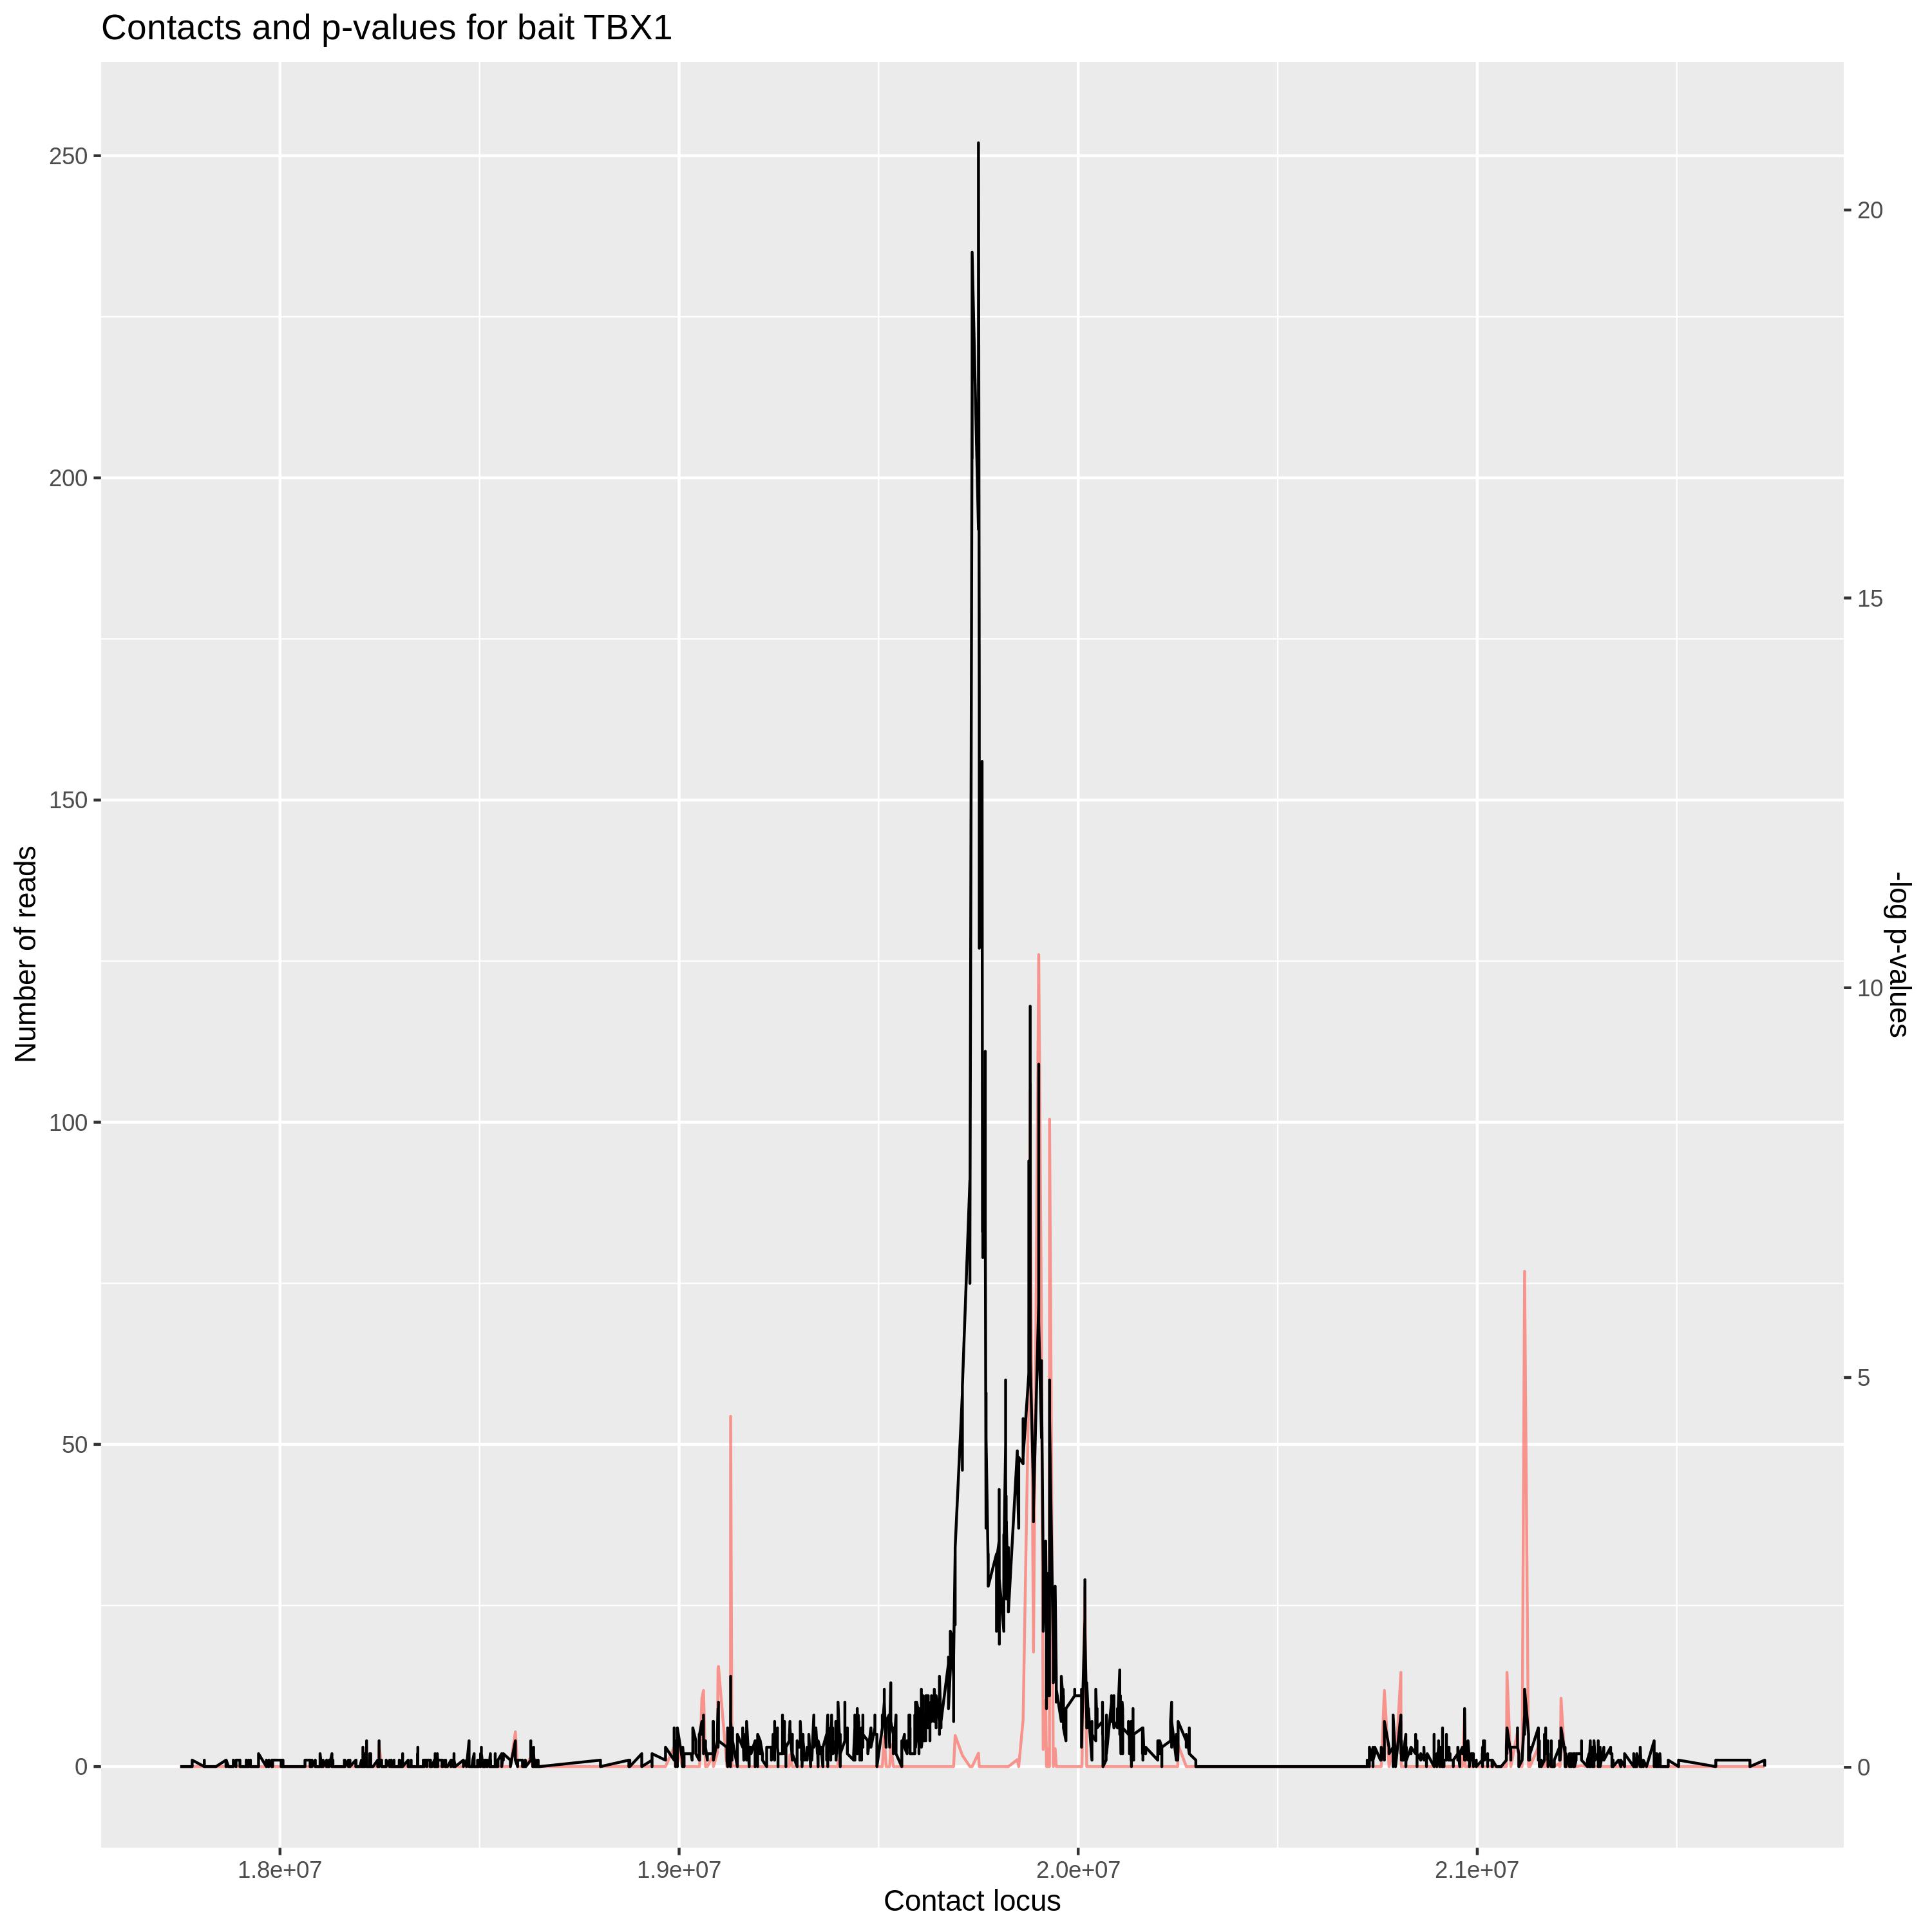 Contacts and p-values for bait TBX1
250
200
150
100
50
0
Number of reads
20
15
10
5
0
-log p-values
1.8e+07
1.9e+07
2.0e+07
2.1e+07
Contact locus